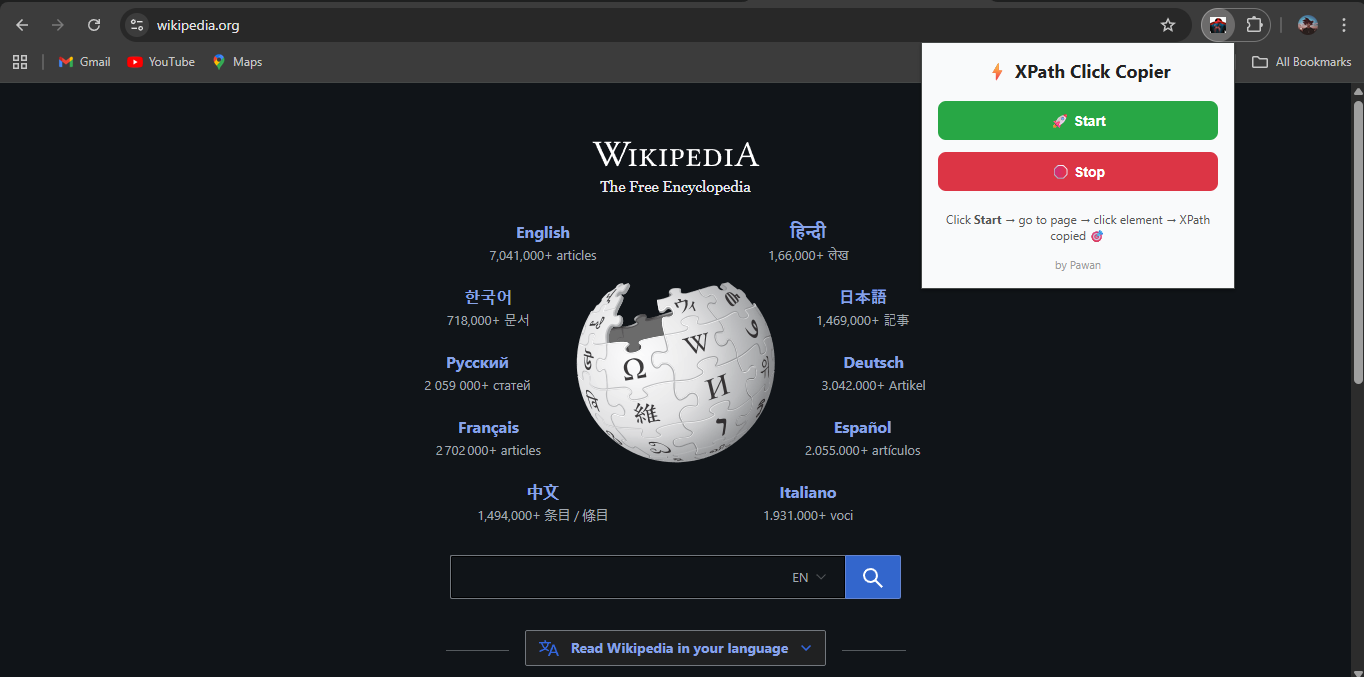 wikipedia.org
Gmail YouTube Maps All Bookmarks
⚡ XPath Click Copier
🚀 Start
Stop
Click Start → go to page → click element → XPath
copied 🎯
by Pawan
WIKIPEDIA
The Free Encyclopedia
English
7,041,000+ articles
हिन्दी
1,66,000+ लेख
한국어
718,000+ 문서
日本語
1,469,000+ 記事
Русский
2 059 000+ статей
Deutsch
3.042.000+ Artikel
Français
2 702 000+ articles
Español
2.055.000+ artículos
中文
1,494,000+ 条目 / 條目
Italiano
1.931.000+ voci
Ω W И 維 ウィ
EN
Read Wikipedia in your language